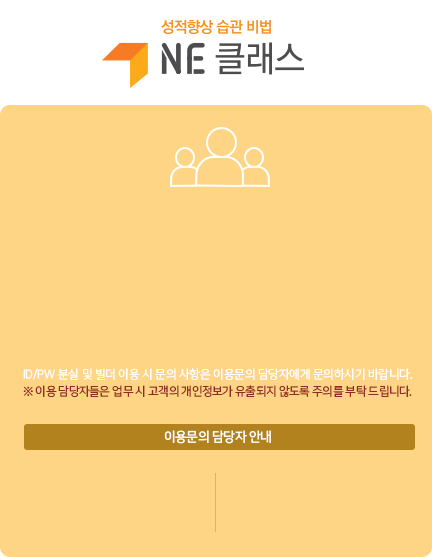 성적향상 습관 비법
NE 클래스
ID/PW 분실 및 빌더 이용 시 문의 사항은 이용문의 담당자에게 문의하시기 바랍니다.
※ 이용 담당자들은 업무 시 고객의 개인정보가 유출되지 않도록 주의를 부탁 드립니다.
이용문의 담당자 안내